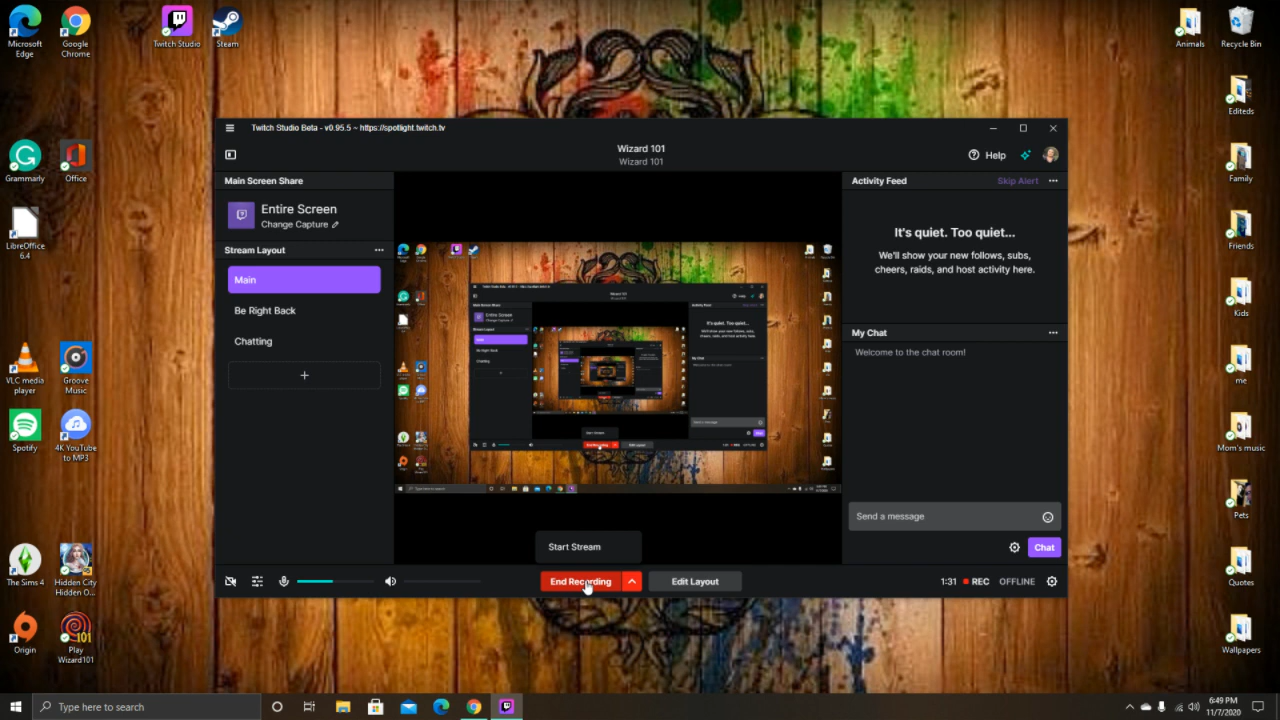 Microsoft
Edge
Google
Chrome
Twitch Studio
Steam
Animals
Recycle Bin
Editeds
Grammarly
Office
Family
LibreOffice
6.4
Friends
Kids
VLC media
player
Groove
Music
me
Spotify
4K YouTube
to MP3
Mom's music
Pets
The Sims 4
Hidden City
Hidden O...
Quotes
Origin
Play
Wizard101
Wallpapers
Twitch Studio Beta - v0.95.5 ~ https://spotlight.twitch.tv
Wizard 101
Wizard 101
Help
Main Screen Share
Entire Screen
Change Capture
Stream Layout
Main
Be Right Back
Chatting
+
Activity Feed
Skip Alert
It's quiet. Too quiet...
We'll show your new follows, subs,
cheers, raids, and host activity here.
My Chat
Welcome to the chat room!
Send a message
Chat
Start Stream
End Recording
Edit Layout
1:31 REC OFFLINE
Type here to search
6:49 PM
11/7/2020